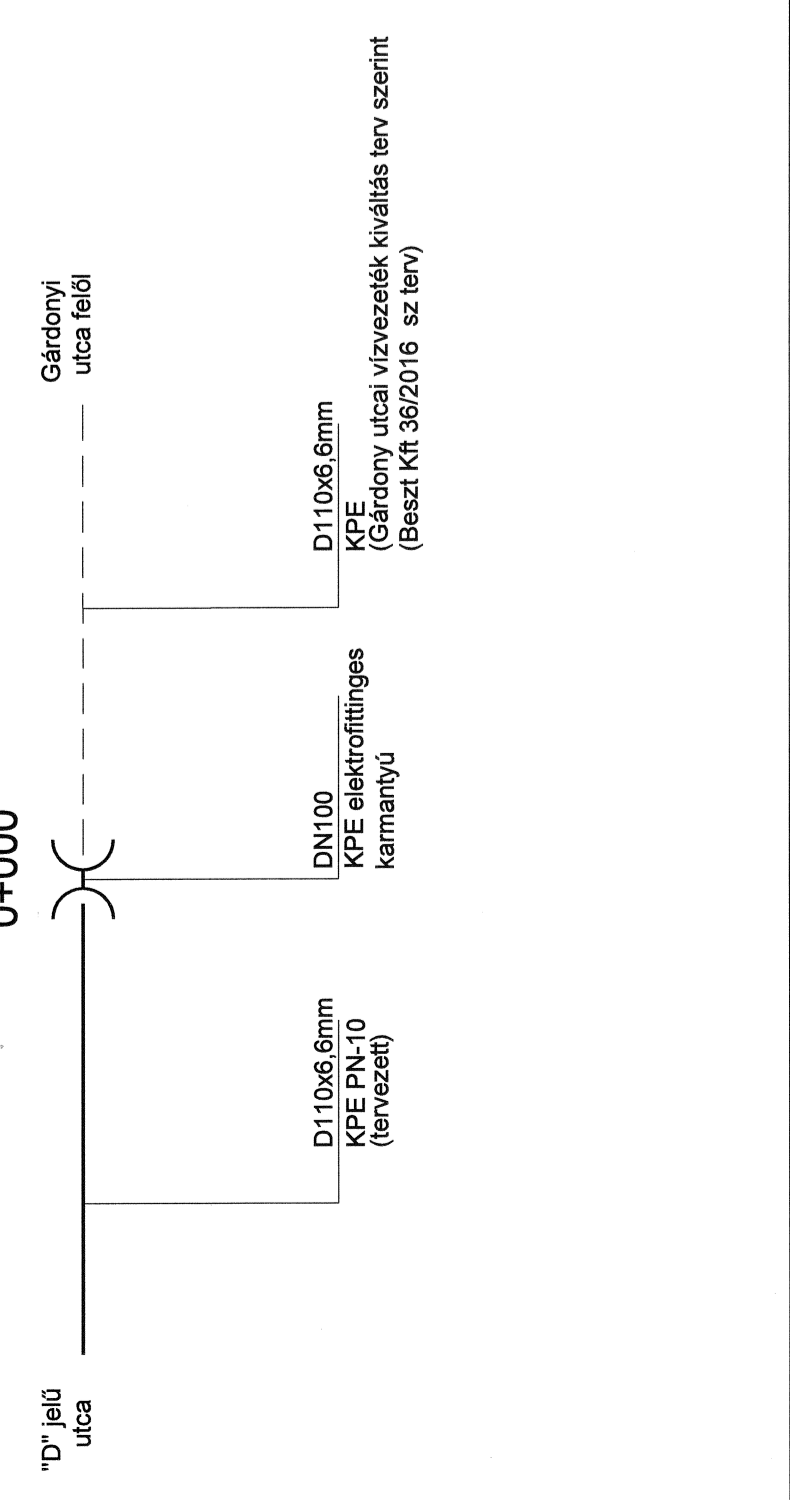 0+000
"D" jelű
utca
Gárdonyi
utca felől
D110x6,6mm
KPE PN-10
(tervezett)
DN100
KPE elektrofittinges
karmantyú
D110x6,6mm
KPE
(Gárdony utcai vízvezeték kiváltás terv szerint
(Beszt Kft 36/2016 sz terv)